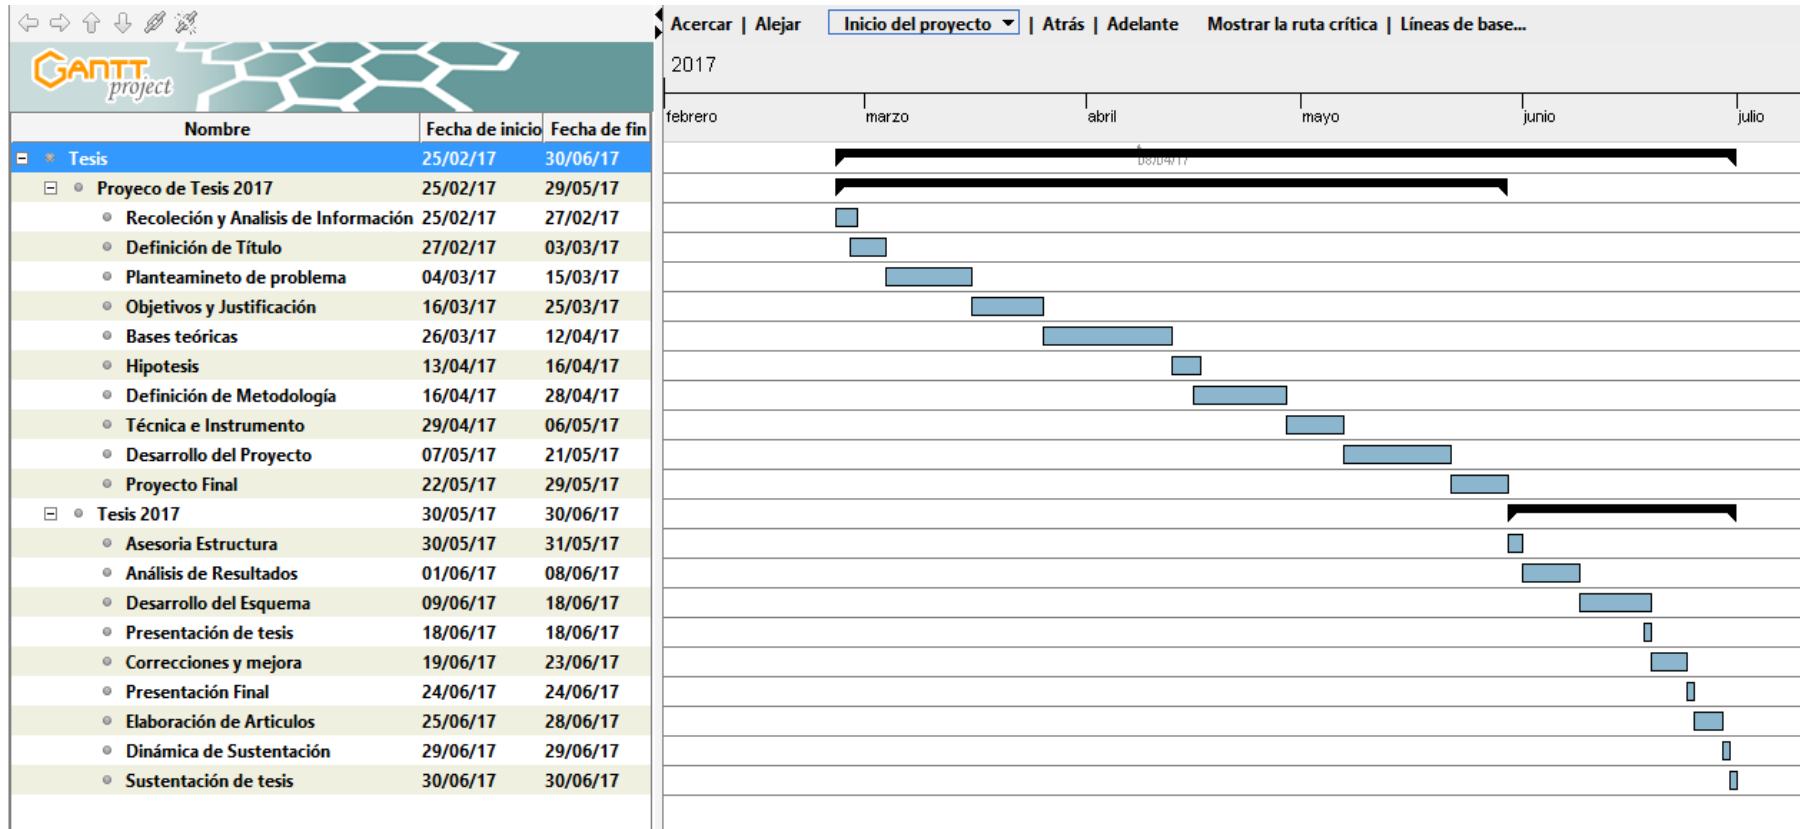 Acercar | Alejar Inicio del proyecto | Atrás | Adelante Mostrar la ruta crítica | Líneas de base...
GANTT project
2017
febrero marzo abril mayo junio julio
Nombre Fecha de inicio Fecha de fin
Tesis 25/02/17 30/06/17
08/04/17
Proyeco de Tesis 2017 25/02/17 29/05/17
Recoleción y Analisis de Información 25/02/17 27/02/17
Definición de Título 27/02/17 03/03/17
Planteamineto de problema 04/03/17 15/03/17
Objetivos y Justificación 16/03/17 25/03/17
Bases teóricas 26/03/17 12/04/17
Hipotesis 13/04/17 16/04/17
Definición de Metodología 16/04/17 28/04/17
Técnica e Instrumento 29/04/17 06/05/17
Desarrollo del Proyecto 07/05/17 21/05/17
Proyecto Final 22/05/17 29/05/17
Tesis 2017 30/05/17 30/06/17
Asesoria Estructura 30/05/17 31/05/17
Análisis de Resultados 01/06/17 08/06/17
Desarrollo del Esquema 09/06/17 18/06/17
Presentación de tesis 18/06/17 18/06/17
Correcciones y mejora 19/06/17 23/06/17
Presentación Final 24/06/17 24/06/17
Elaboración de Articulos 25/06/17 28/06/17
Dinámica de Sustentación 29/06/17 29/06/17
Sustentación de tesis 30/06/17 30/06/17